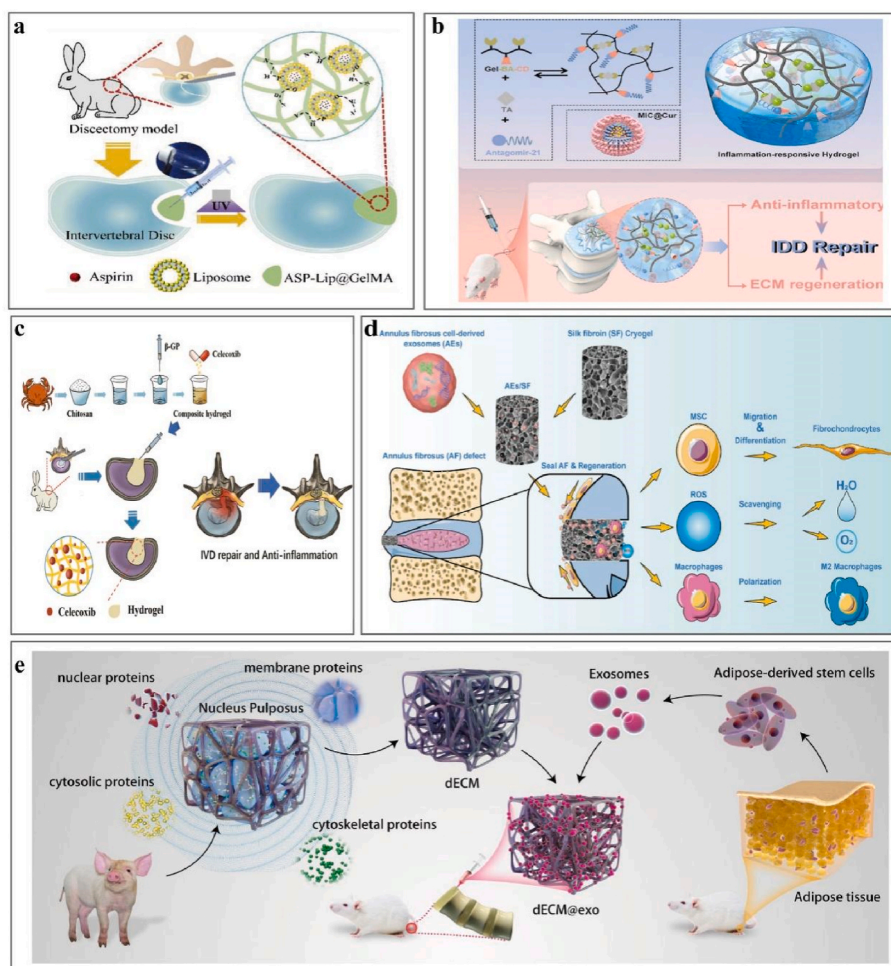 a
Discectomy model
UV
Intervertebral Disc
Aspirin
Liposome
ASP-Lip@GelMA
b
Gel-BA-CD
+
TA
+
Antagomir-21
MIC@Cur
Inflammation-responsive Hydrogel
Anti-inflammatory
IDD Repair
ECM regeneration
c
β-GP
Celecoxib
Chitosan
Composite hydrogel
IVD repair and Anti-inflammation
Celecoxib
Hydrogel
d
Annulus fibrosus cell-derived
exosomes (AEs)
Silk fibroin (SF) Cryogel
AEs/SF
Annulus fibrosus (AF) defect
Seal AF & Regeneration
MSC
Migration
&
Differentiation
Fibrochondrocytes
ROS
Scavenging
H₂O
O₂
Macrophages
Polarization
M2 Macrophages
e
nuclear proteins
membrane proteins
Nucleus Pulposus
cytosolic proteins
cytoskeletal proteins
dECM
Exosomes
Adipose-derived stem cells
dECM@exo
Adipose tissue